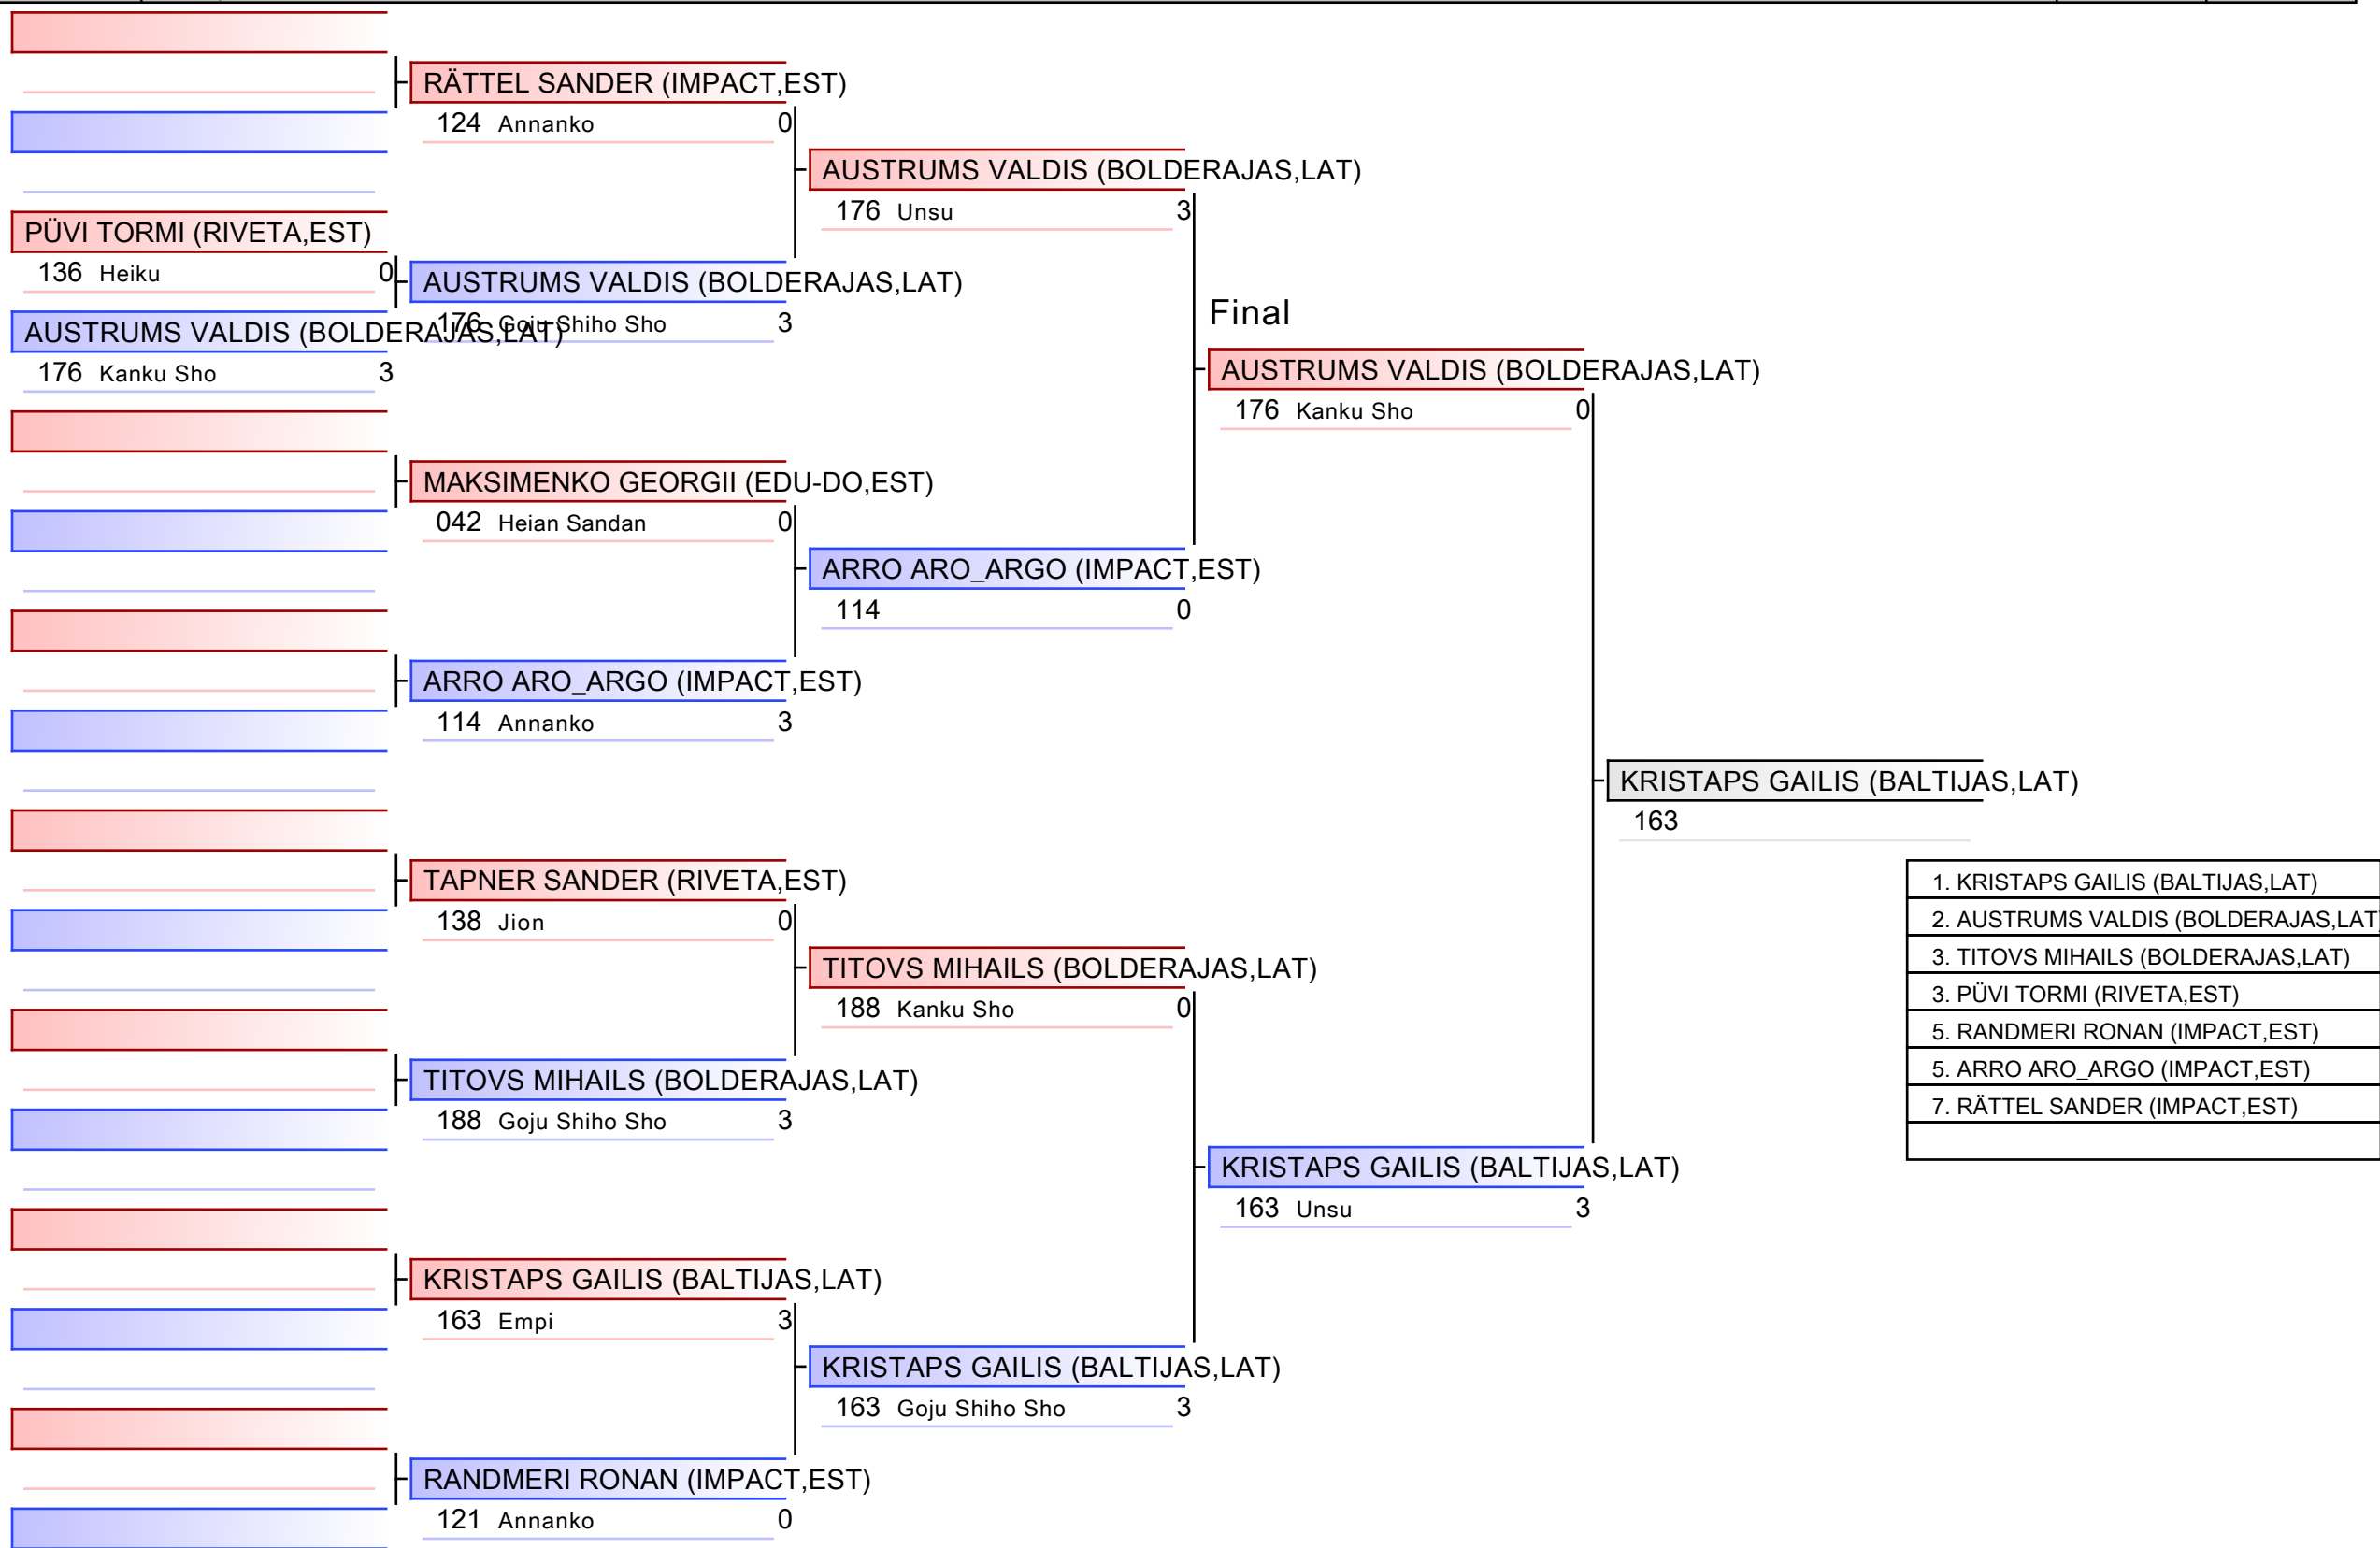 RÄTTEL SANDER (IMPACT,EST)
124 Annanko 0
PÜVI TORMI (RIVETA,EST)
136 Heiku 0
AUSTRUMS VALDIS (BOLDERAJAS,LAT)
176 Kanku Sho 3
AUSTRUMS VALDIS (BOLDERAJAS,LAT)
176 Goju Shiho Sho 3
AUSTRUMS VALDIS (BOLDERAJAS,LAT)
176 Unsu 3
MAKSIMENKO GEORGII (EDU-DO,EST)
042 Heian Sandan 0
ARRO ARO_ARGO (IMPACT,EST)
114 Annanko 3
ARRO ARO_ARGO (IMPACT,EST)
114 0
Final
AUSTRUMS VALDIS (BOLDERAJAS,LAT)
176 Kanku Sho 0
TAPNER SANDER (RIVETA,EST)
138 Jion 0
TITOVS MIHAILS (BOLDERAJAS,LAT)
188 Goju Shiho Sho 3
TITOVS MIHAILS (BOLDERAJAS,LAT)
188 Kanku Sho 0
KRISTAPS GAILIS (BALTIJAS,LAT)
163 Empi 3
RANDMERI RONAN (IMPACT,EST)
121 Annanko 0
KRISTAPS GAILIS (BALTIJAS,LAT)
163 Goju Shiho Sho 3
KRISTAPS GAILIS (BALTIJAS,LAT)
163 Unsu 3
KRISTAPS GAILIS (BALTIJAS,LAT)
163
1. KRISTAPS GAILIS (BALTIJAS,LAT)
2. AUSTRUMS VALDIS (BOLDERAJAS,LAT)
3. TITOVS MIHAILS (BOLDERAJAS,LAT)
3. PÜVI TORMI (RIVETA,EST)
5. RANDMERI RONAN (IMPACT,EST)
5. ARRO ARO_ARGO (IMPACT,EST)
7. RÄTTEL SANDER (IMPACT,EST)